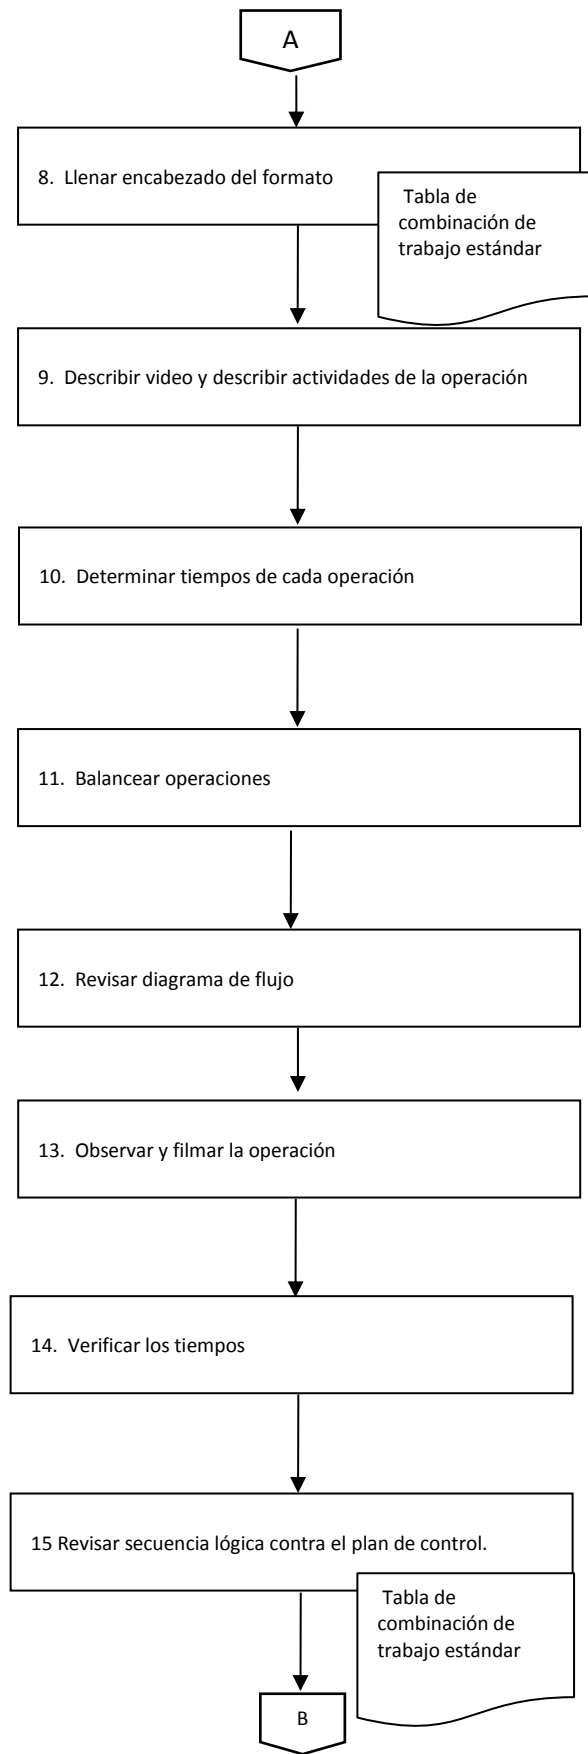 A
8. Llenar encabezado del formato
Tabla de
combinación de
trabajo estándar
9. Describir video y describir actividades de la operación
10. Determinar tiempos de cada operación
11. Balancear operaciones
12. Revisar diagrama de flujo
13. Observar y filmar la operación
14. Verificar los tiempos
15 Revisar secuencia lógica contra el plan de control.
Tabla de
combinación de
trabajo estándar
B